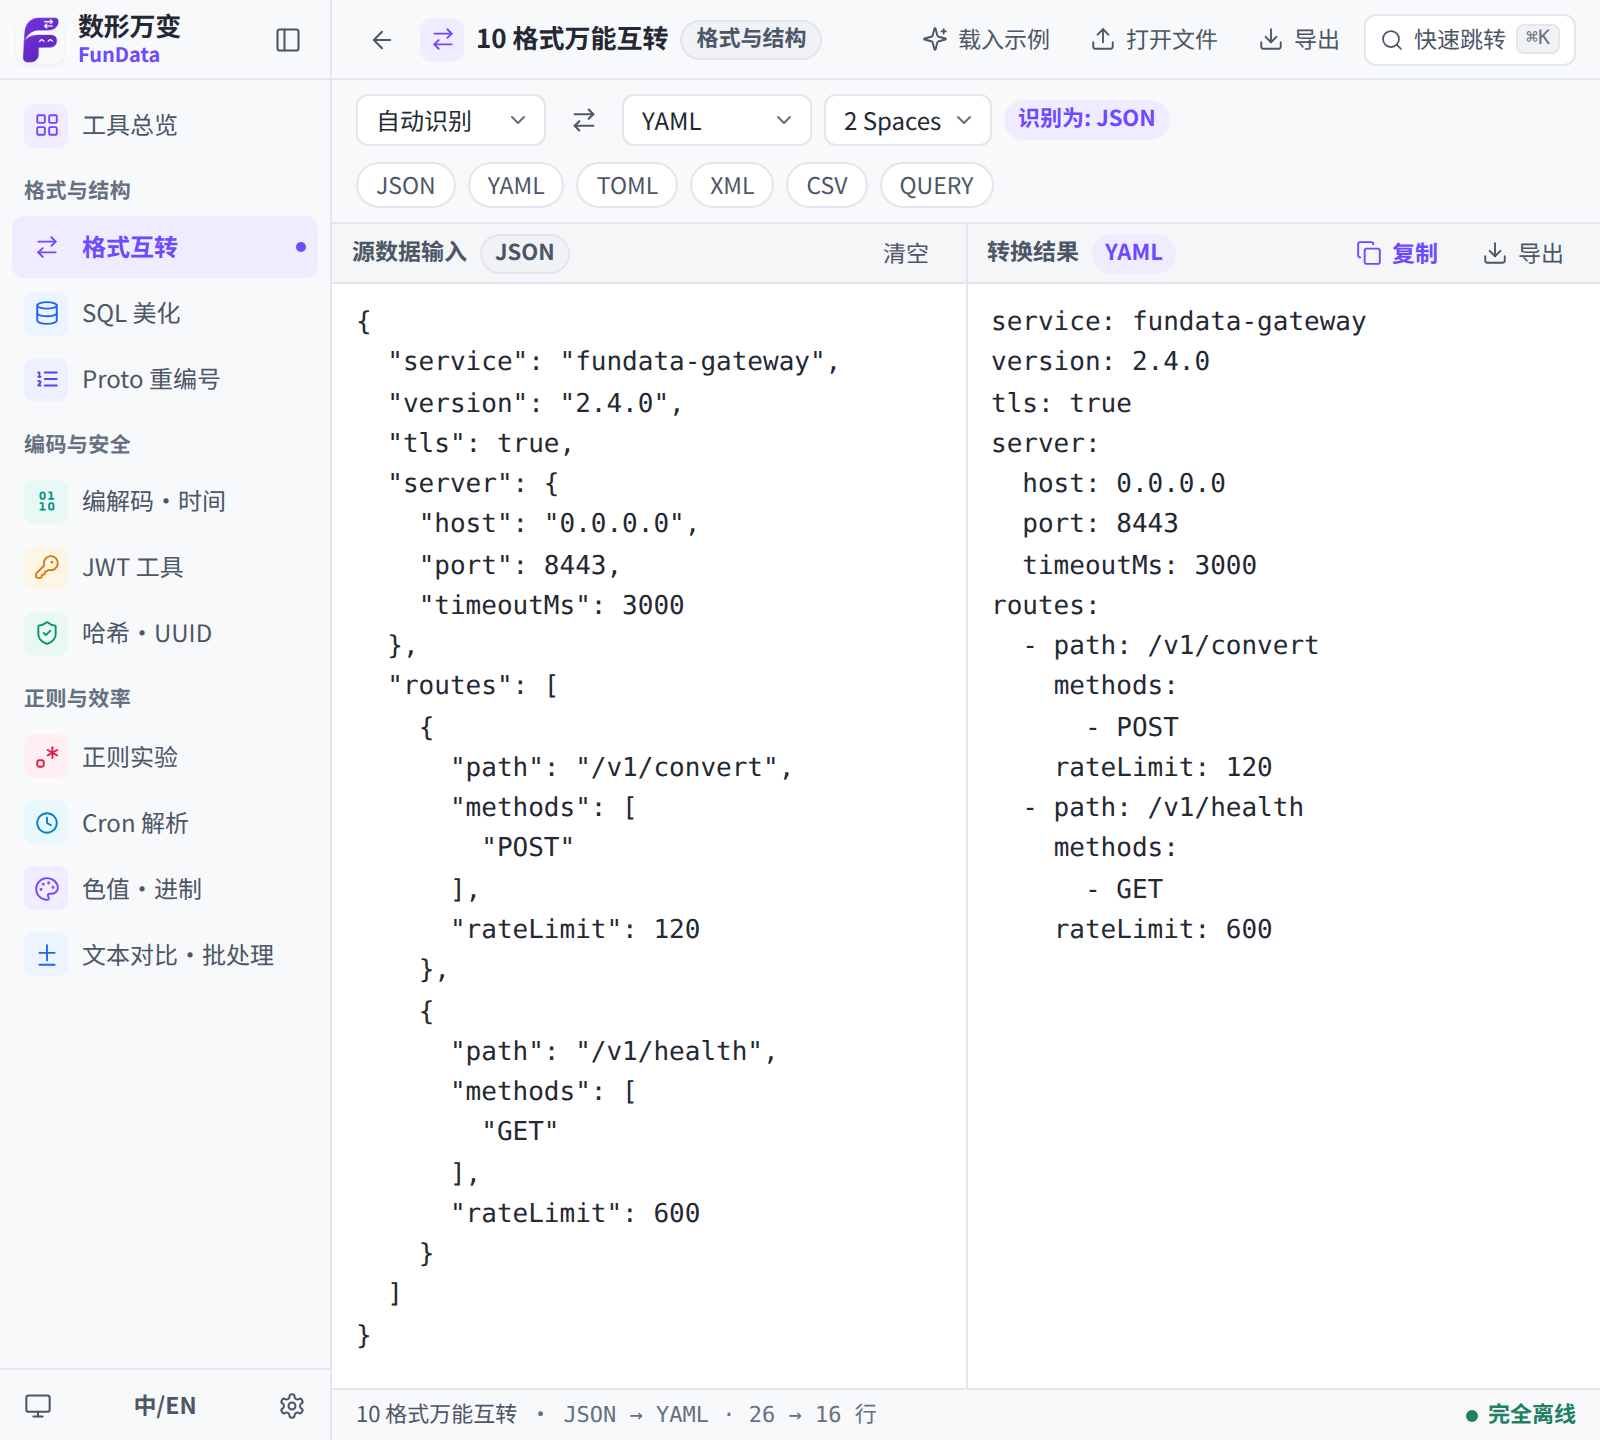 数形万变
FunData
10 格式万能互转
格式与结构
载入示例
打开文件
导出
快速跳转
⌘K
工具总览
格式与结构
格式互转
SQL 美化
Proto 重编号
编码与安全
编解码・时间
JWT 工具
哈希・UUID
正则与效率
正则实验
Cron 解析
色值・进制
文本对比・批处理
中/EN
自动识别
YAML
2 Spaces
识别为: JSON
JSON
YAML
TOML
XML
CSV
QUERY
源数据输入
JSON
清空
{
  "service": "fundata-gateway",
  "version": "2.4.0",
  "tls": true,
  "server": {
    "host": "0.0.0.0",
    "port": 8443,
    "timeoutMs": 3000
  },
  "routes": [
    {
      "path": "/v1/convert",
      "methods": [
        "POST"
      ],
      "rateLimit": 120
    },
    {
      "path": "/v1/health",
      "methods": [
        "GET"
      ],
      "rateLimit": 600
    }
  ]
}
转换结果
YAML
复制
导出
service: fundata-gateway
version: 2.4.0
tls: true
server:
  host: 0.0.0.0
  port: 8443
  timeoutMs: 3000
routes:
  - path: /v1/convert
    methods:
      - POST
    rateLimit: 120
  - path: /v1/health
    methods:
      - GET
    rateLimit: 600
10 格式万能互转 • JSON → YAML · 26 → 16 行
完全离线